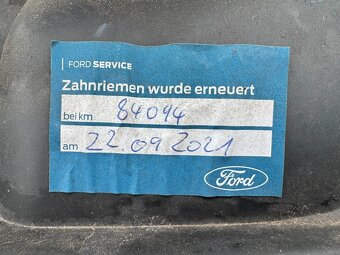 FORD SERVICE
Zahnriemen wurde erneuert
bei km 84094
am 22.09.2021
Ford